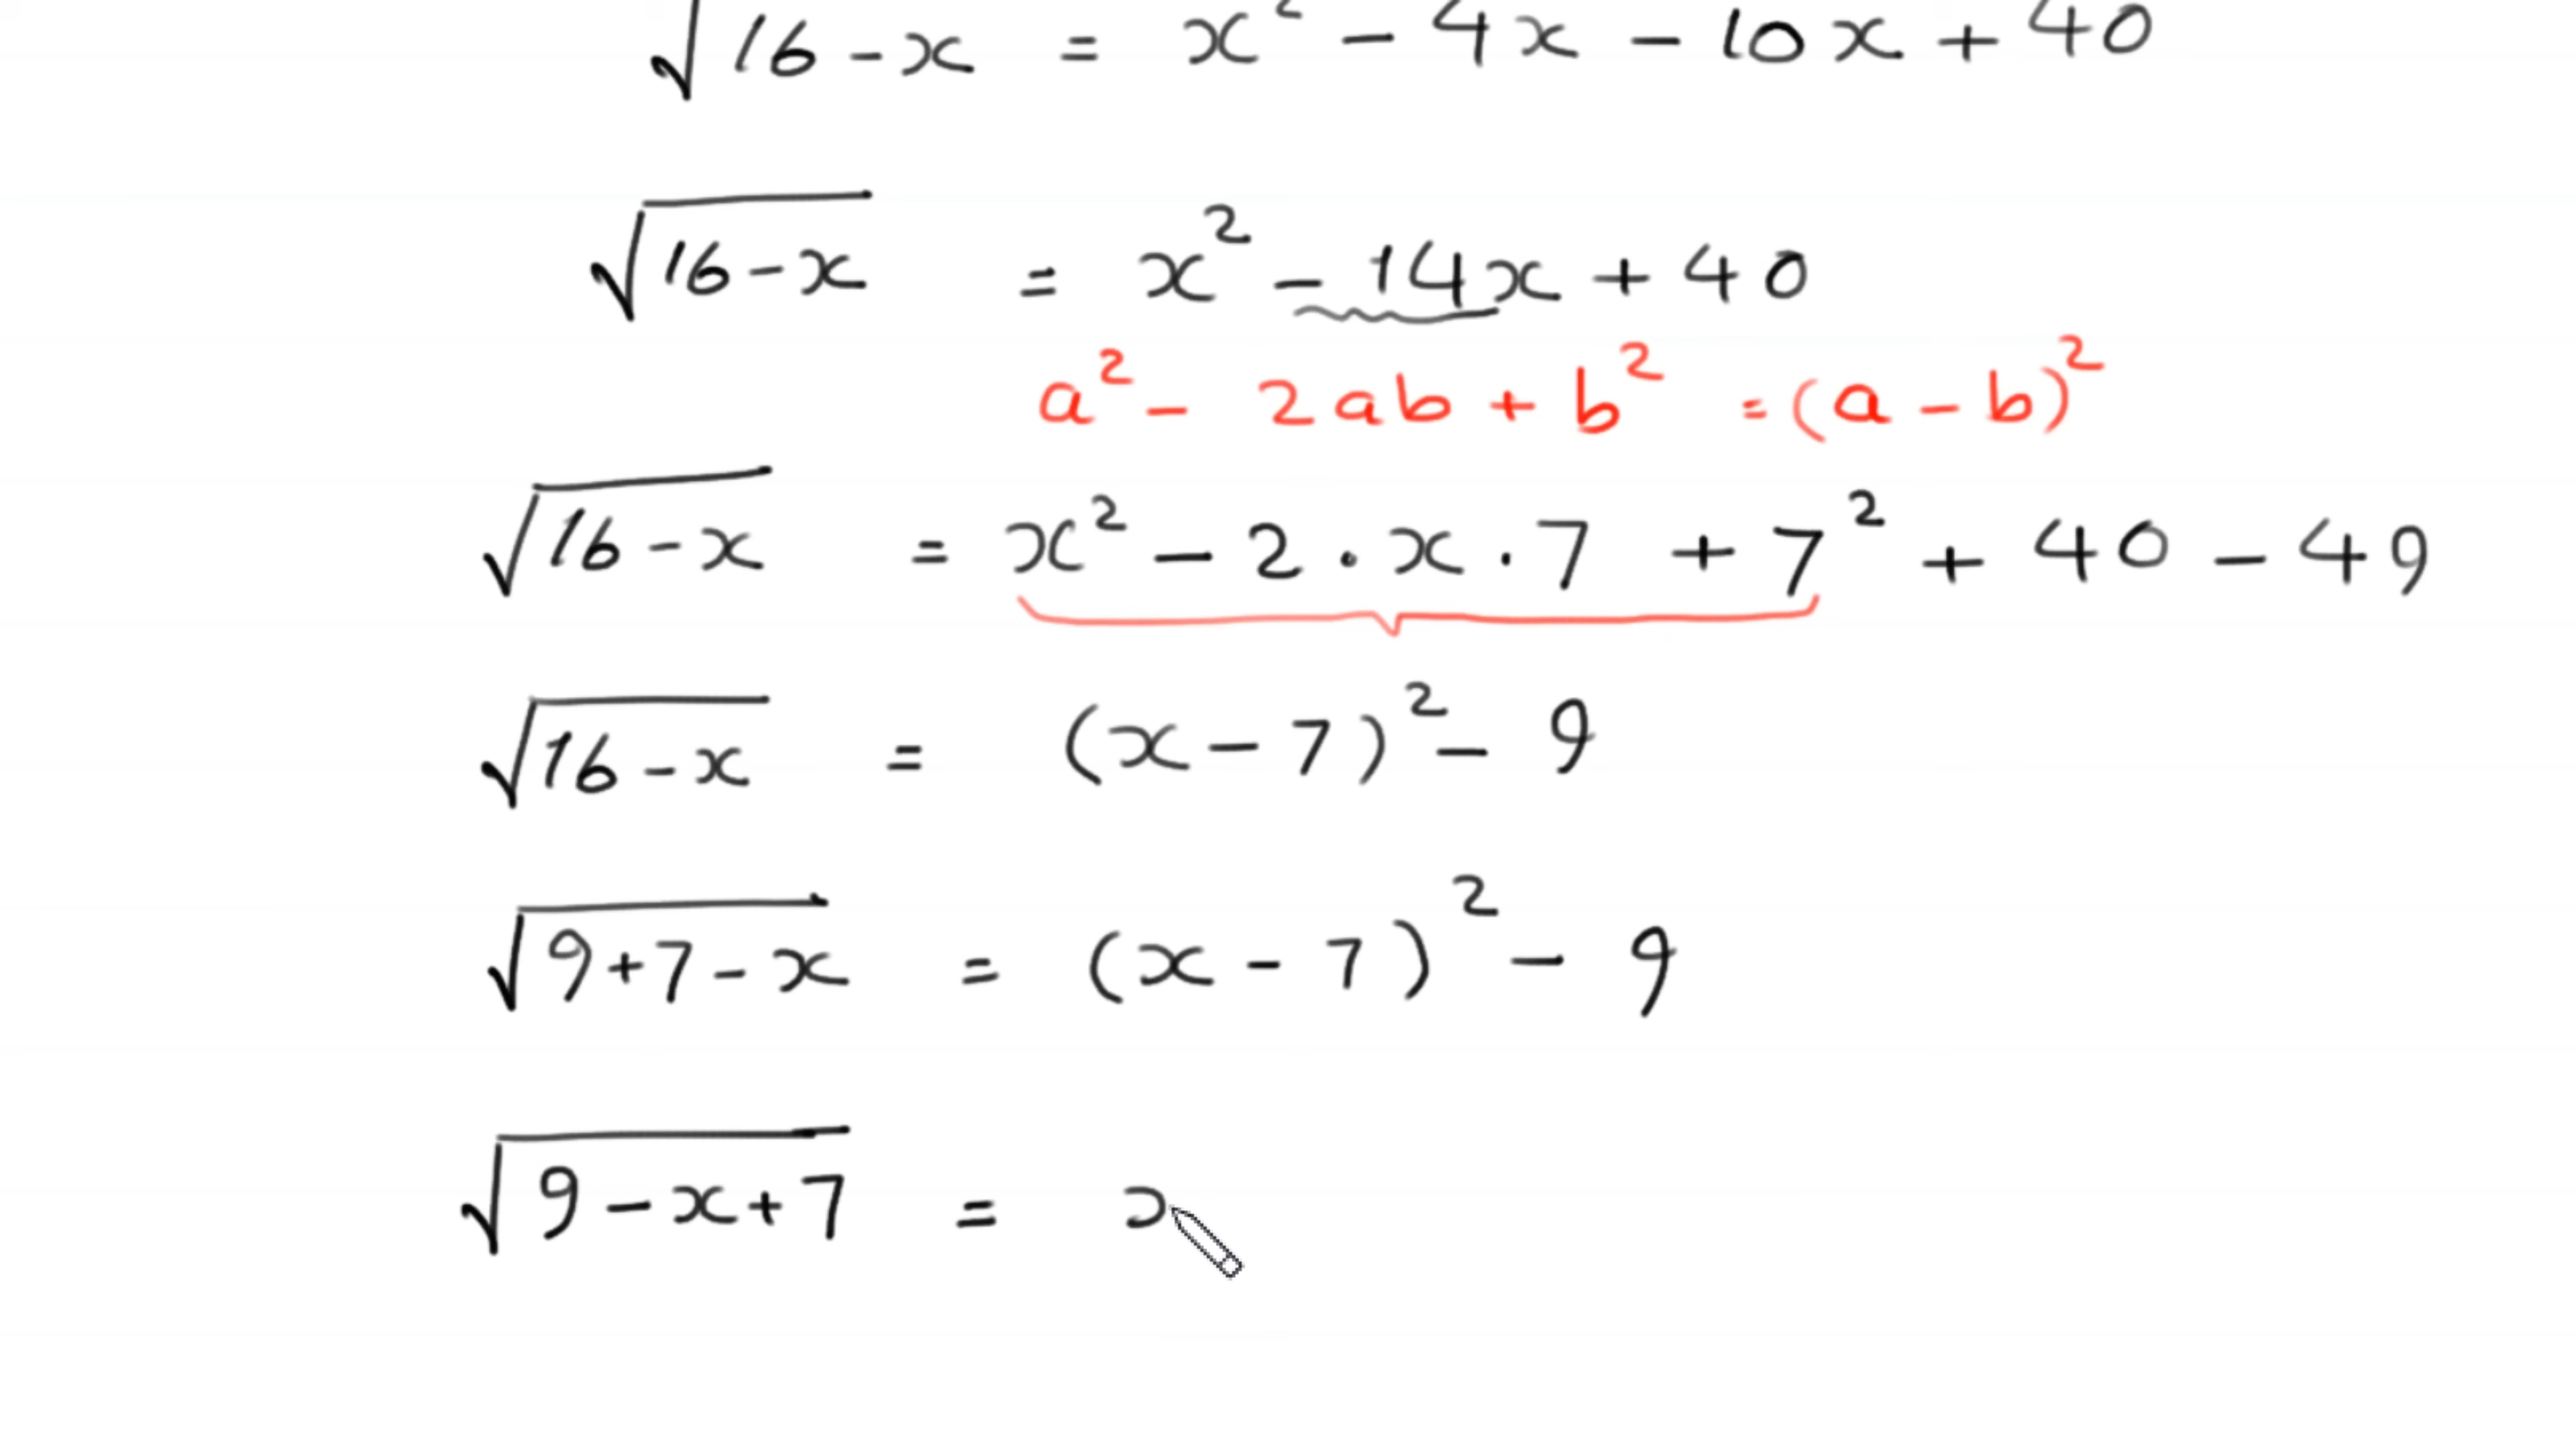 √16 - x = x² - 4x - 10x + 40
√16 - x = x² - 14x + 40
a² - 2ab + b² = (a - b)²
√16 - x = x² - 2 · x · 7 + 7² + 40 - 49
√16 - x = (x - 7)² - 9
√9 + 7 - x = (x - 7)² - 9
√9 - x + 7 =